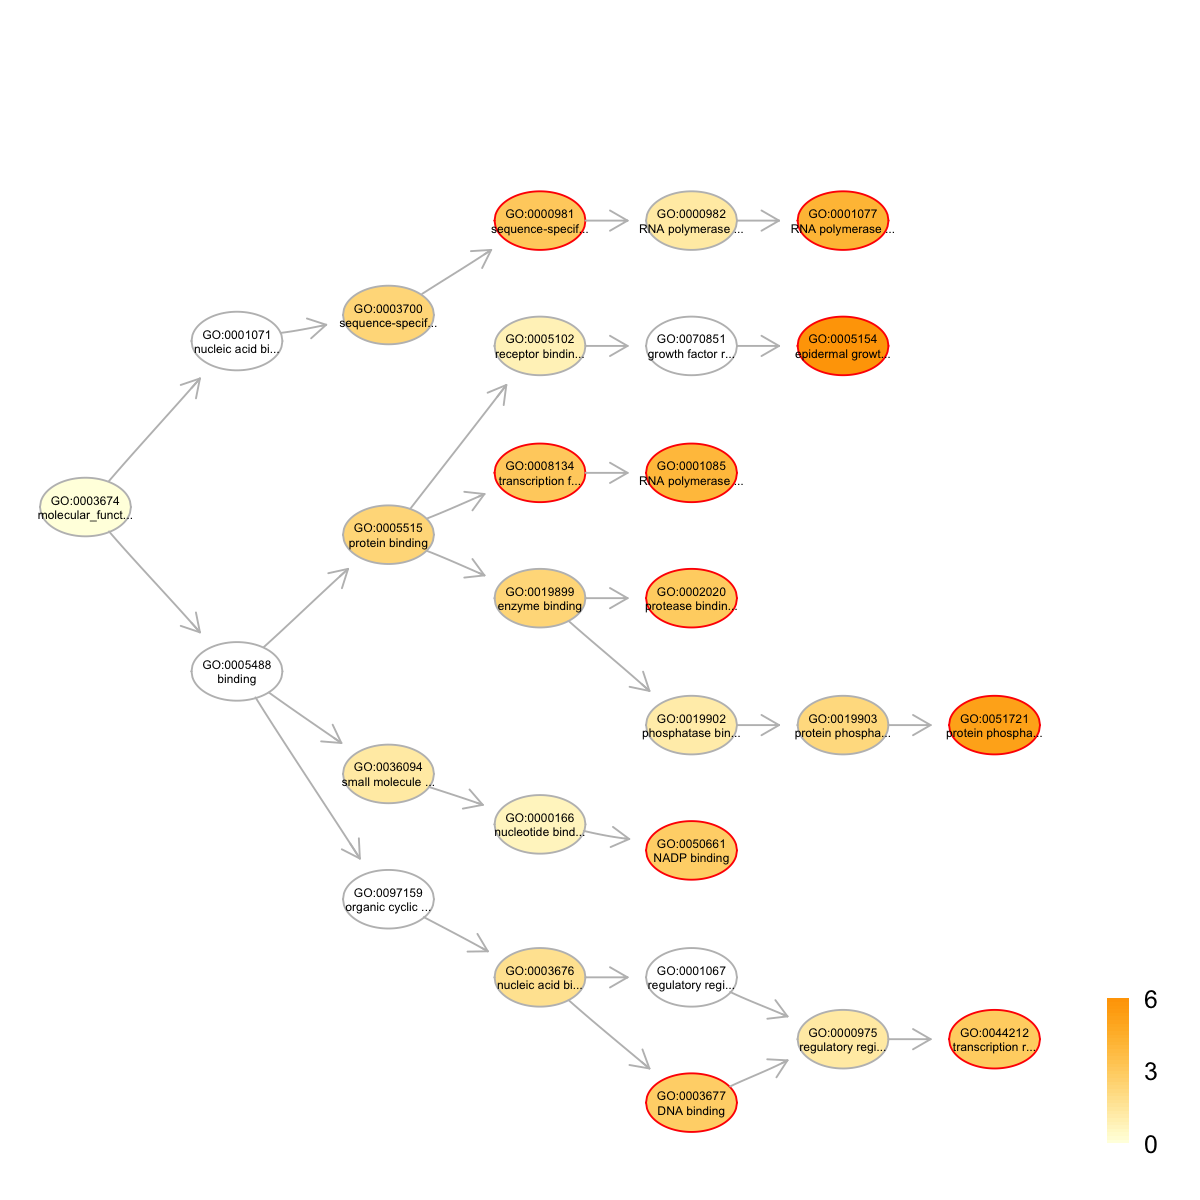 GO:0000981
sequence-specif...
GO:0000982
RNA polymerase ...
GO:0001077
RNA polymerase ...
GO:0003700
sequence-specif...
GO:0001071
nucleic acid bi...
GO:0005102
receptor bindin...
GO:0070851
growth factor r...
GO:0005154
epidermal growt...
GO:0008134
transcription f...
GO:0001085
RNA polymerase ...
GO:0003674
molecular_funct...
GO:0005515
protein binding
GO:0019899
enzyme binding
GO:0002020
protease bindin...
GO:0005488
binding
GO:0019902
phosphatase bin...
GO:0019903
protein phospha...
GO:0051721
protein phospha...
GO:0036094
small molecule ...
GO:0000166
nucleotide bind...
GO:0050661
NADP binding
GO:0097159
organic cyclic ...
GO:0003676
nucleic acid bi...
GO:0001067
regulatory regi...
GO:0000975
regulatory regi...
GO:0044212
transcription r...
GO:0003677
DNA binding
6
3
0